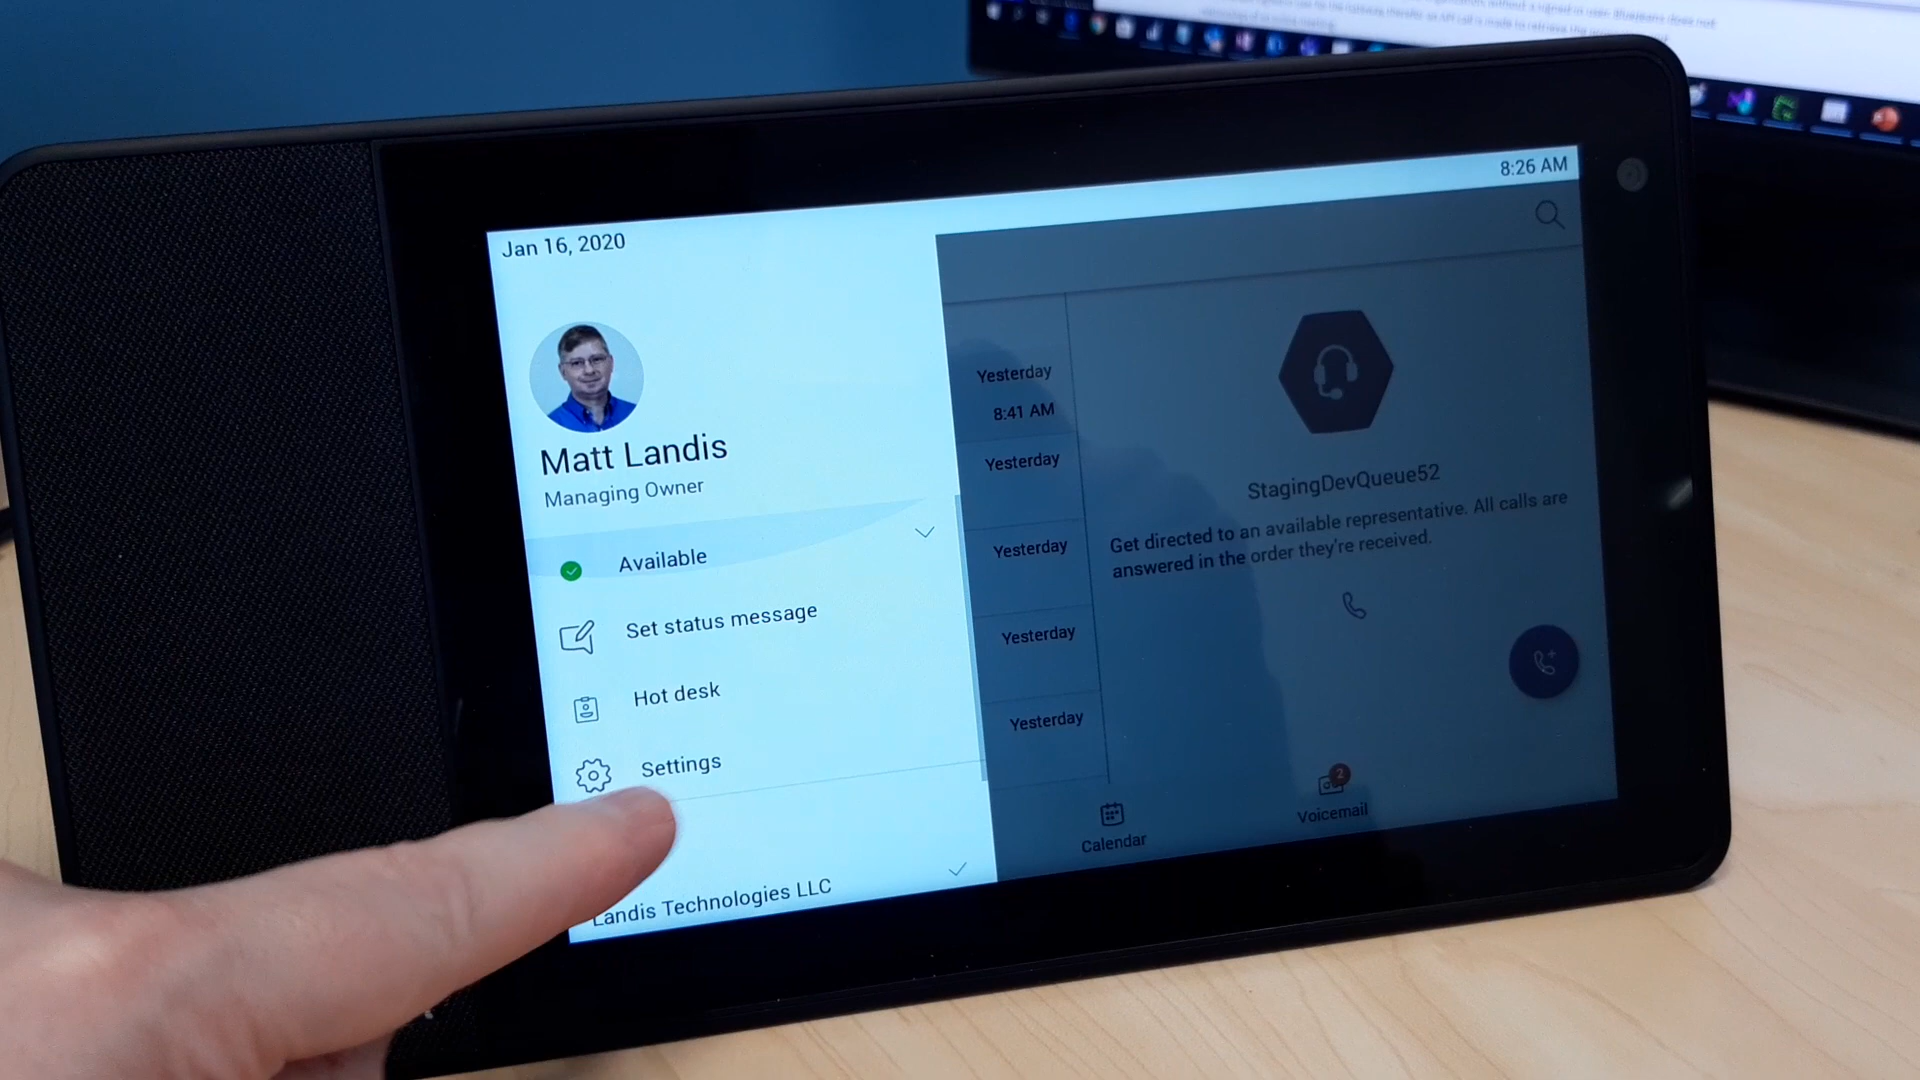 8:26 AM
Jan 16, 2020
Matt Landis
Managing Owner
Available
Set status message
Hot desk
Settings
Landis Technologies LLC
Yesterday
8:41 AM
Yesterday
Yesterday
Yesterday
Yesterday
StagingDevQueue52
Get directed to an available representative. All calls are
answered in the order they're received.
Calendar
2
Voicemail